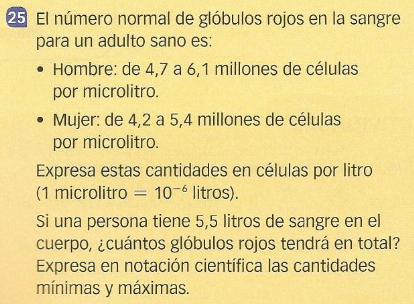 25 El número normal de glóbulos rojos en la sangre
para un adulto sano es:
• Hombre: de 4,7 a 6,1 millones de células
por microlitro.
• Mujer: de 4,2 a 5,4 millones de células
por microlitro.
Expresa estas cantidades en células por litro
(1 microlitro = 10⁻⁶ litros).
Si una persona tiene 5,5 litros de sangre en el
cuerpo, ¿cuántos glóbulos rojos tendrá en total?
Expresa en notación científica las cantidades
mínimas y máximas.